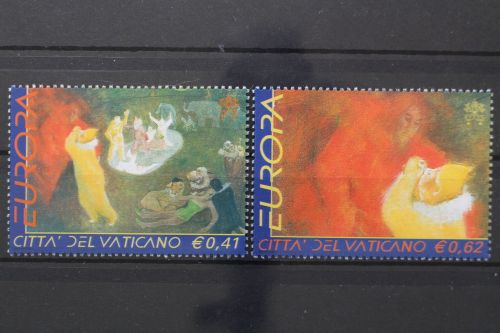 EUROPA
CITTA' DEL VATICANO €0,41
EUROPA
CITTA' DEL VATICANO €0,62